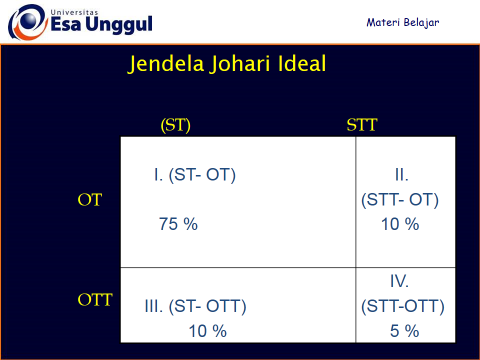 Universitas
Esa Unggul
Materi Belajar
Jendela Johari Ideal
(ST) STT
OT
I. (ST- OT)
75 %
II.
(STT- OT)
10 %
OTT
III. (ST- OTT)
10 %
IV.
(STT-OTT)
5 %